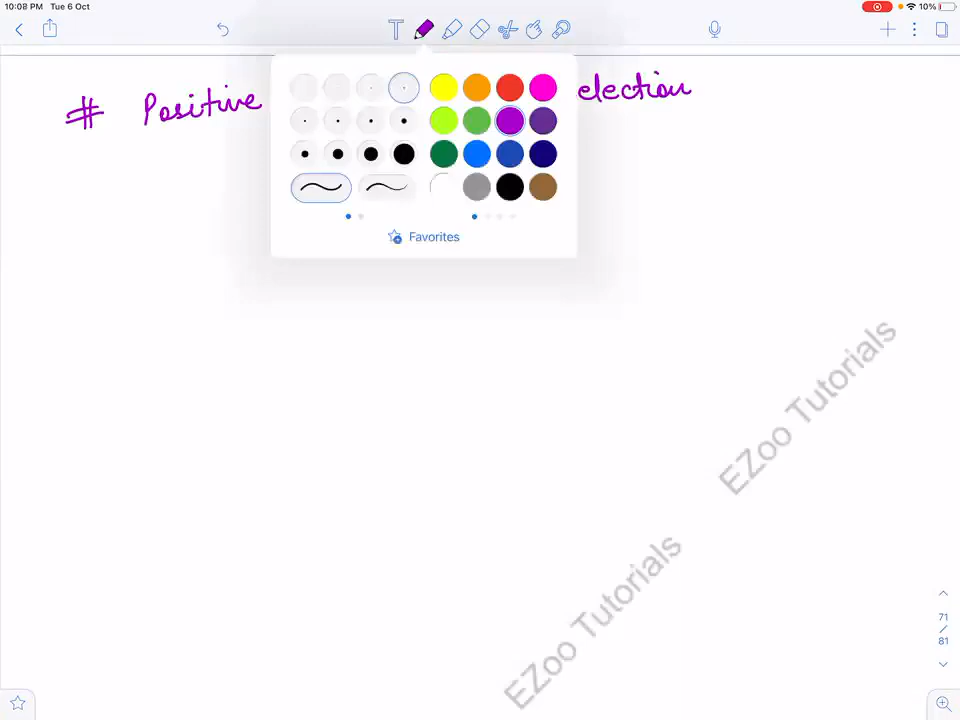 10:08 PM Tue 6 Oct
10%
# Positive election
Favorites
EZoo Tutorials
EZoo Tutorials
71
/
81